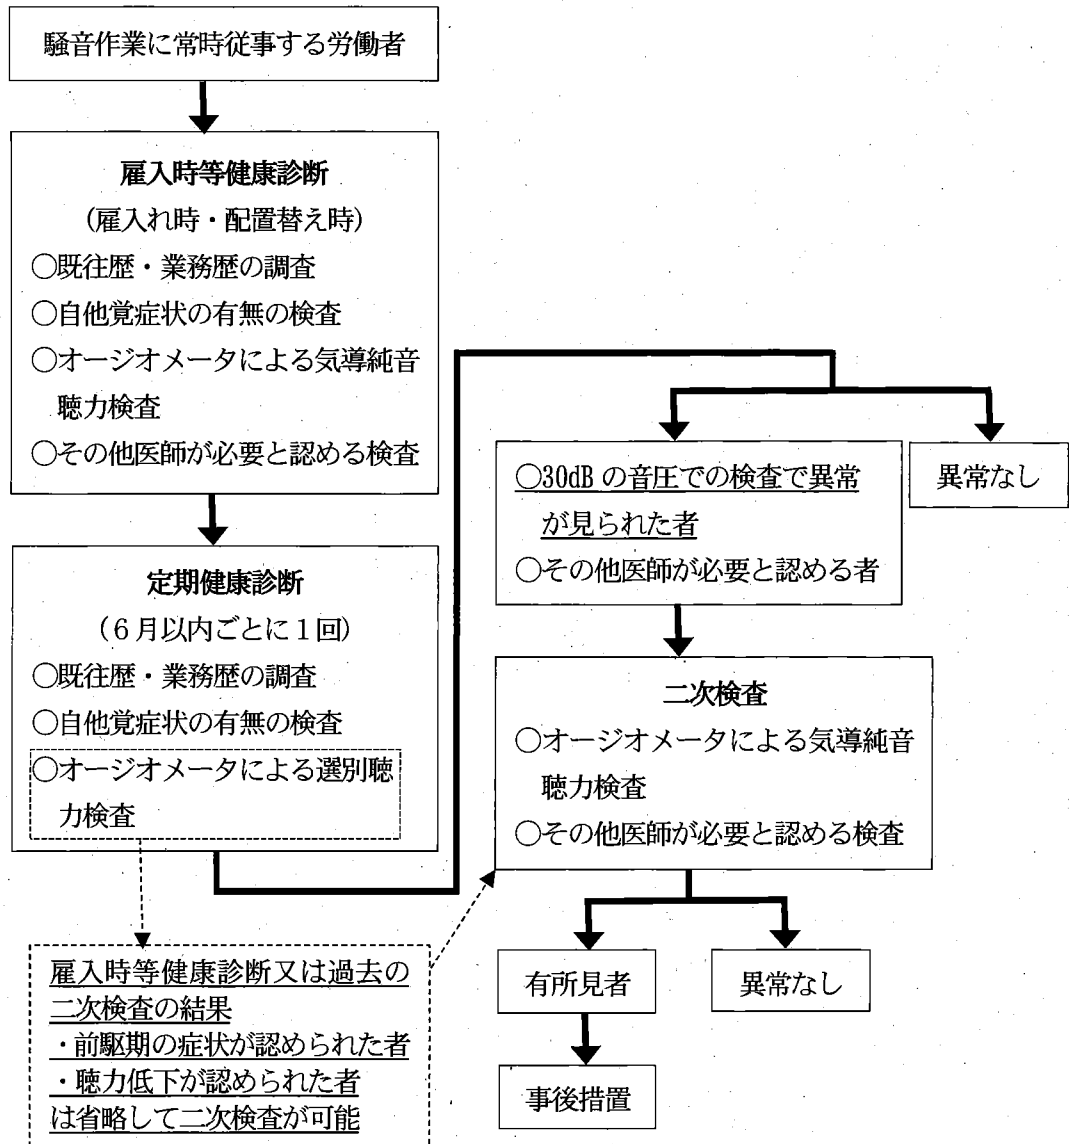 騒音作業に常時従事する労働者
雇入時等健康診断
(雇入れ時・配置替え時)
○既往歴・業務歴の調査
○自他覚症状の有無の検査
○オージオメータによる気導純音
聴力検査
○その他医師が必要と認める検査
定期健康診断
(6月以内ごとに1回)
○既往歴・業務歴の調査
○自他覚症状の有無の検査
○オージオメータによる選別聴
力検査
雇入時等健康診断又は過去の
二次検査の結果
・前駆期の症状が認められた者
・聴力低下が認められた者
は省略して二次検査が可能
○30dBの音圧での検査で異常
が見られた者
○その他医師が必要と認める者
異常なし
二次検査
○オージオメータによる気導純音
聴力検査
○その他医師が必要と認める検査
有所見者
異常なし
事後措置